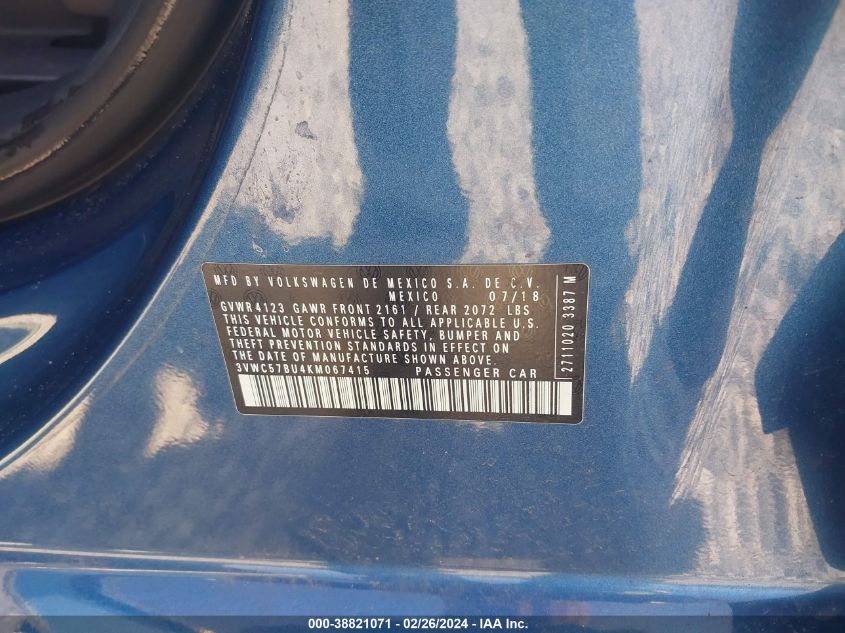 MFD BY VOLKSWAGEN DE MEXICO S.A. DE C.V.
MEXICO 07/18
GVWR4123 GAWR FRONT 2161 / REAR 2072 LBS
THIS VEHICLE CONFORMS TO ALL APPLICABLE U.S.
FEDERAL MOTOR VEHICLE SAFETY, BUMPER AND
THEFT PREVENTION STANDARDS IN EFFECT ON
THE DATE OF MANUFACTURE SHOWN ABOVE.
3VWC57BU4KM067415 PASSENGER CAR
2711020 3387 M
000-38821071 - 02/26/2024 - IAA Inc.